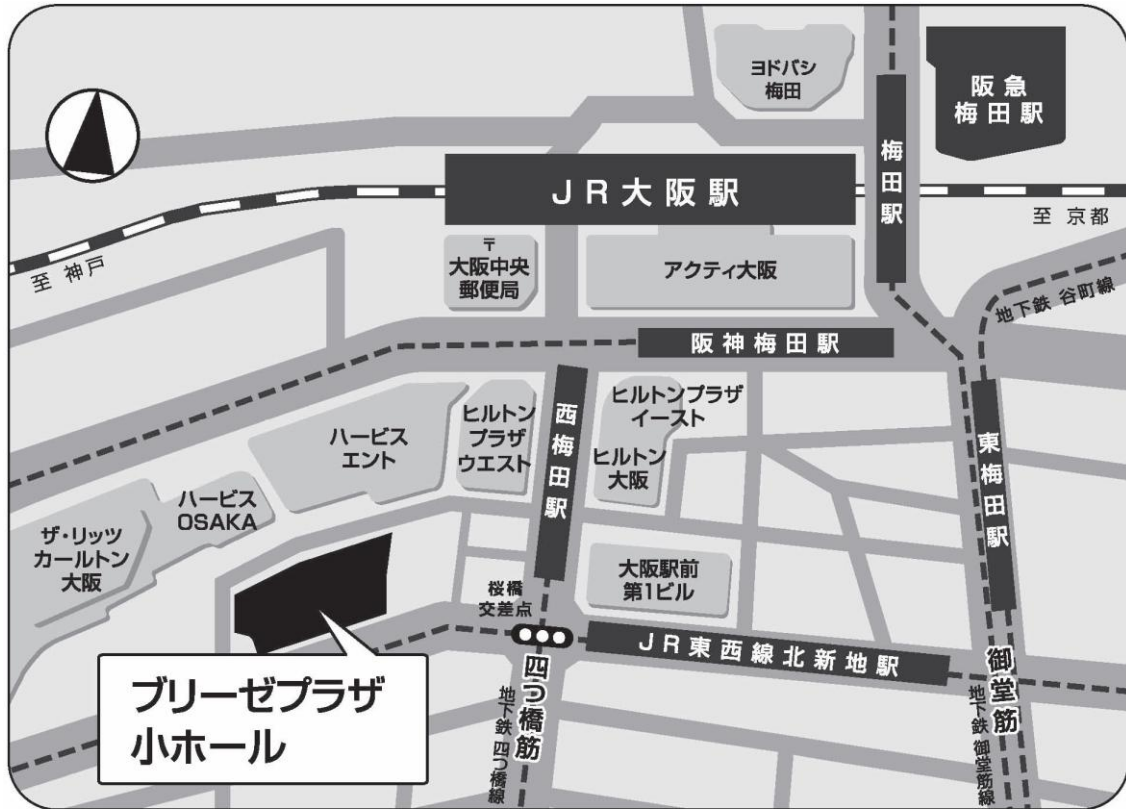 ヨドバシ
梅田
阪急
梅田駅
梅田駅
JR大阪駅
至 京都
至 神戸
〒
大阪中央
郵便局
アクティ大阪
地下鉄 谷町線
阪神梅田駅
西梅田駅
ヒルトンプラザ
イースト
ヒルトン
大阪
ヒルトン
プラザ
ウエスト
ハービス
エント
東梅田駅
ハービス
OSAKA
ザ・リッツ
カールトン
大阪
大阪駅前
第1ビル
桜橋
交差点
JR東西線北新地駅
御堂筋
地下鉄 御堂筋線
四つ橋筋
地下鉄 四つ橋線
ブリーゼプラザ
小ホール